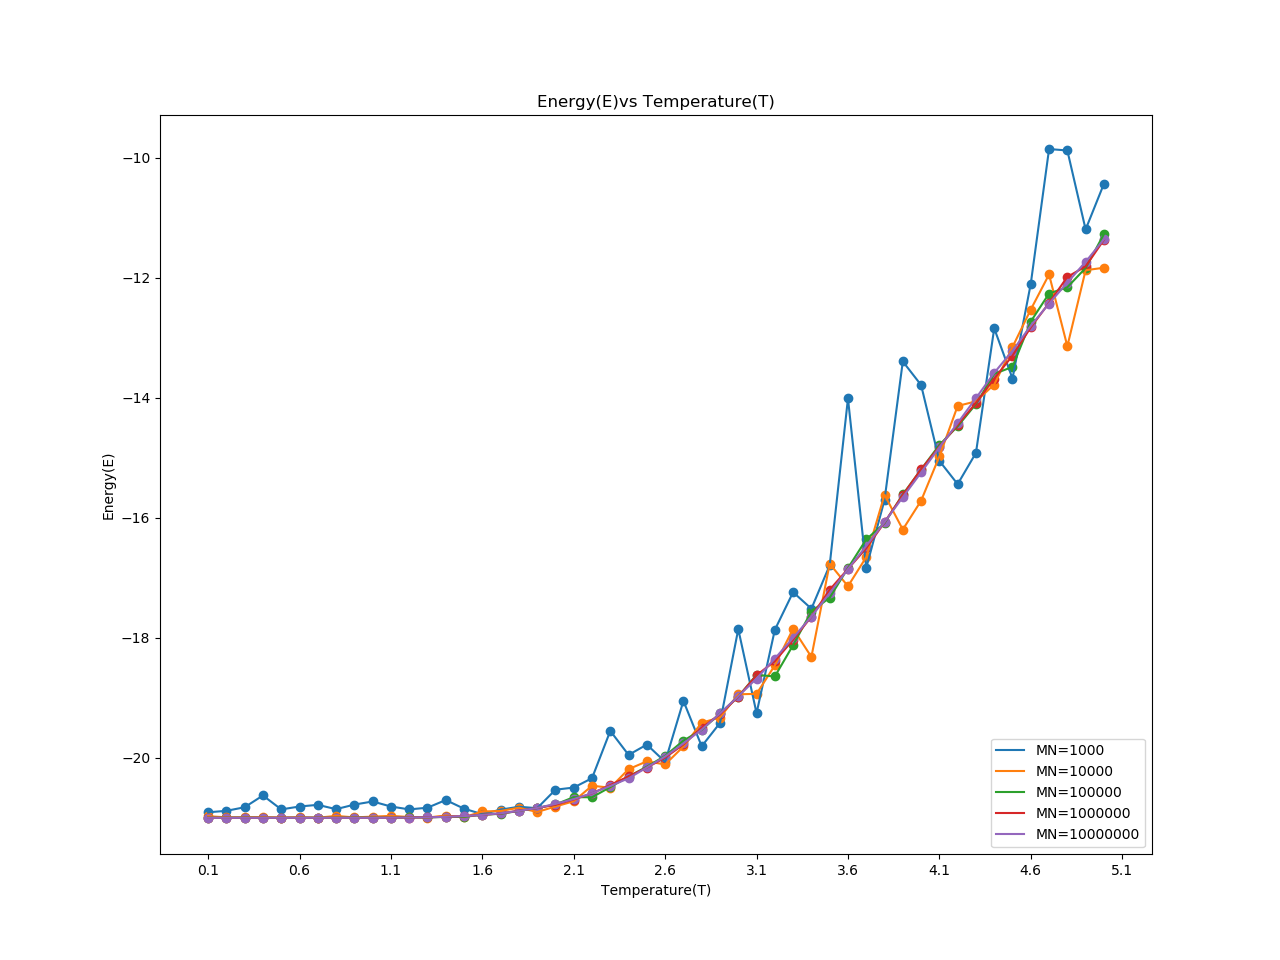 Energy(E)vs Temperature(T)
Energy(E)
−10
−12
−14
−16
−18
−20
0.1 0.6 1.1 1.6 2.1 2.6 3.1 3.6 4.1 4.6 5.1
Temperature(T)
MN=1000
MN=10000
MN=100000
MN=1000000
MN=10000000